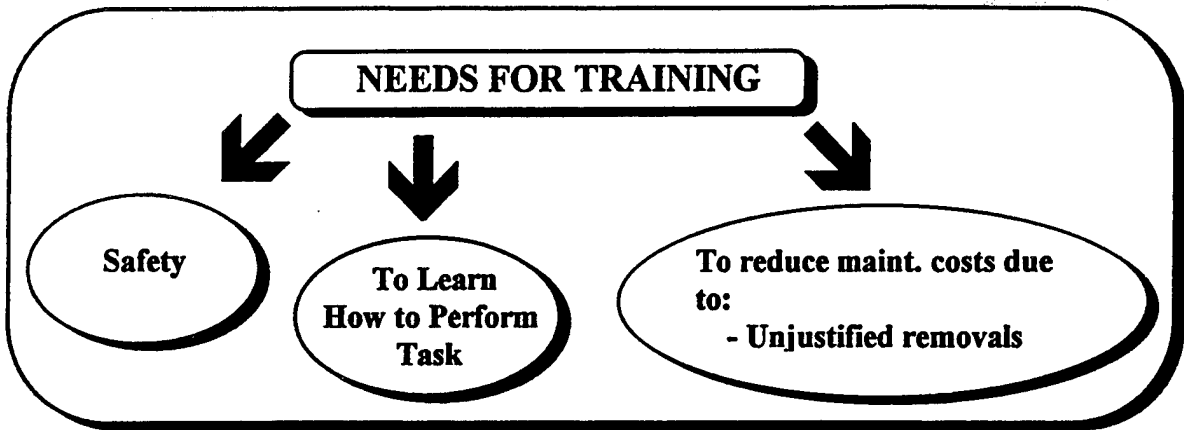 NEEDS FOR TRAINING
Safety
To Learn
How to Perform
Task
To reduce maint. costs due
to:
- Unjustified removals